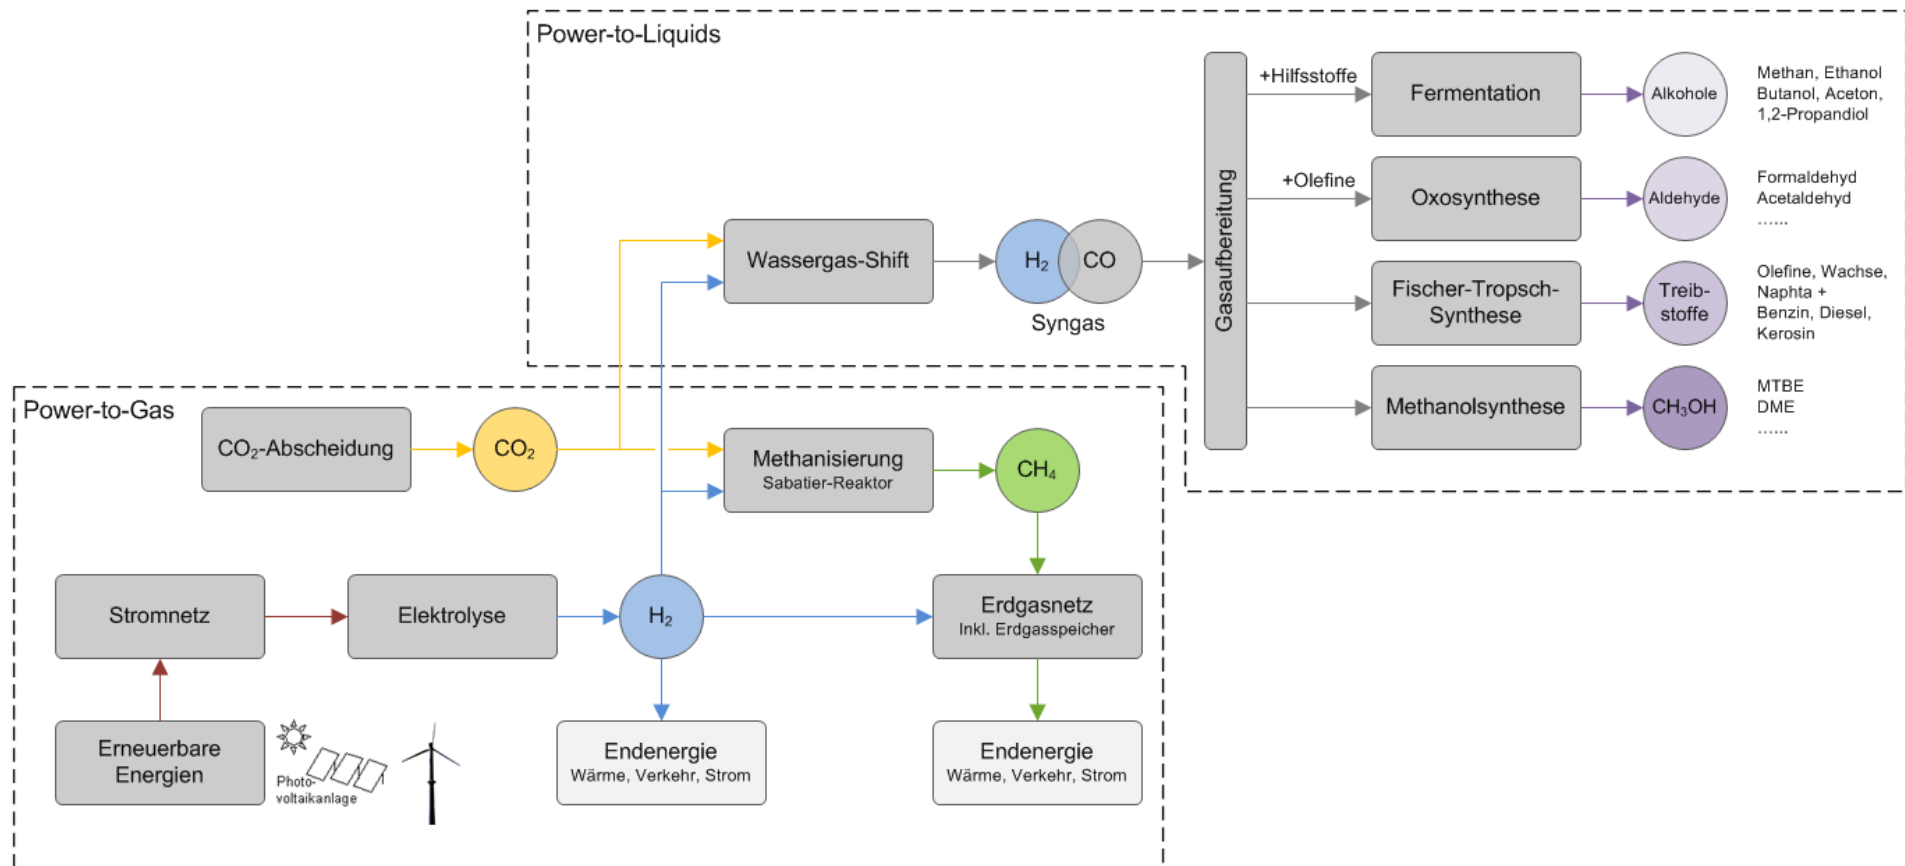 Power-to-Liquids
+Hilfsstoffe
Fermentation
Alkohole
Methan, Ethanol
Butanol, Aceton,
1,2-Propandiol
+Olefine
Oxosynthese
Aldehyde
Formaldehyd
Acetaldehyd
......
Wassergas-Shift
H₂
CO
Syngas
Gasaufbereitung
Fischer-Tropsch-
Synthese
Treib-
stoffe
Olefine, Wachse,
Naphta +
Benzin, Diesel,
Kerosin
Methanolsynthese
CH₃OH
MTBE
DME
......
Power-to-Gas
CO₂-Abscheidung
CO₂
Methanisierung
Sabatier-Reaktor
CH₄
Stromnetz
Elektrolyse
H₂
Erdgasnetz
Inkl. Erdgasspeicher
Erneuerbare
Energien
Photo-
voltaikanlage
Endenergie
Wärme, Verkehr, Strom
Endenergie
Wärme, Verkehr, Strom